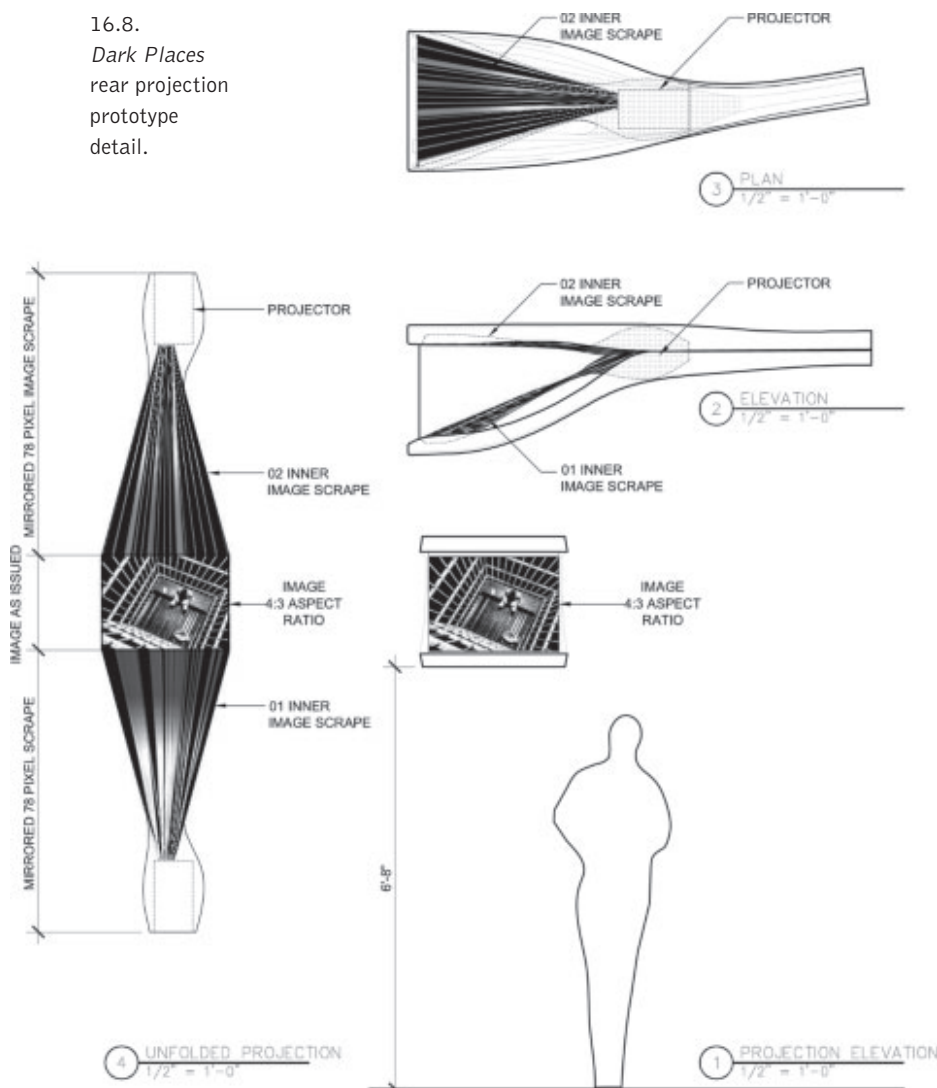 16.8.
Dark Places
rear projection
prototype
detail.
02 INNER
IMAGE SCRAPE
PROJECTOR
3 PLAN
1/2" = 1'-0"
02 INNER
IMAGE SCRAPE
PROJECTOR
2 ELEVATION
1/2" = 1'-0"
01 INNER
IMAGE SCRAPE
MIRRORED 78 PIXEL IMAGE SCRAPE
PROJECTOR
02 INNER
IMAGE SCRAPE
IMAGE AS ISSUED
IMAGE
4:3 ASPECT
RATIO
MIRRORED 78 PIXEL SCRAPE
01 INNER
IMAGE SCRAPE
4 UNFOLDED PROJECTION
1/2" = 1'-0"
IMAGE
4:3 ASPECT
RATIO
6'-8"
1 PROJECTION ELEVATION
1/2" = 1'-0"